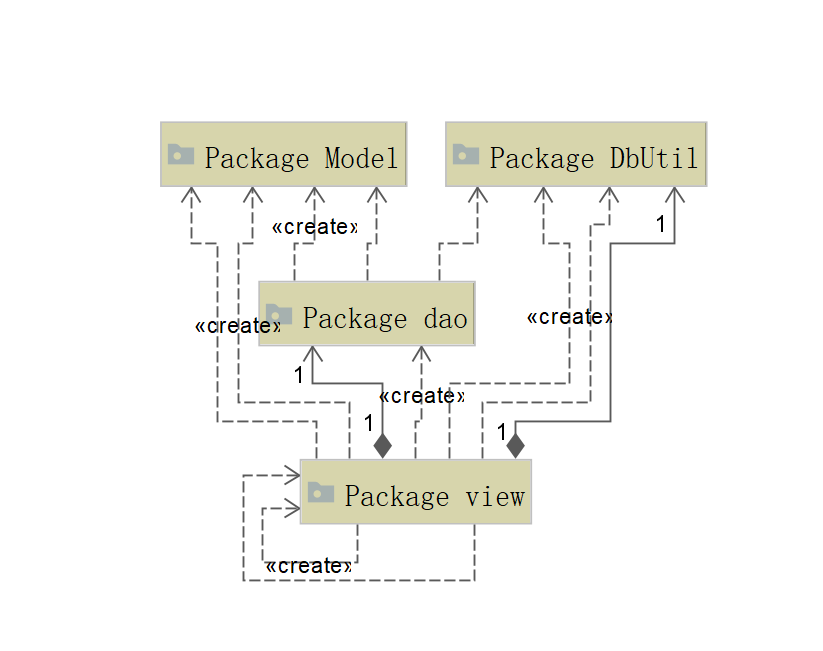 Package Model
Package DbUtil
«create»
1
«create»
Package dao
«create»
1
«create»
1
1
Package view
«create»